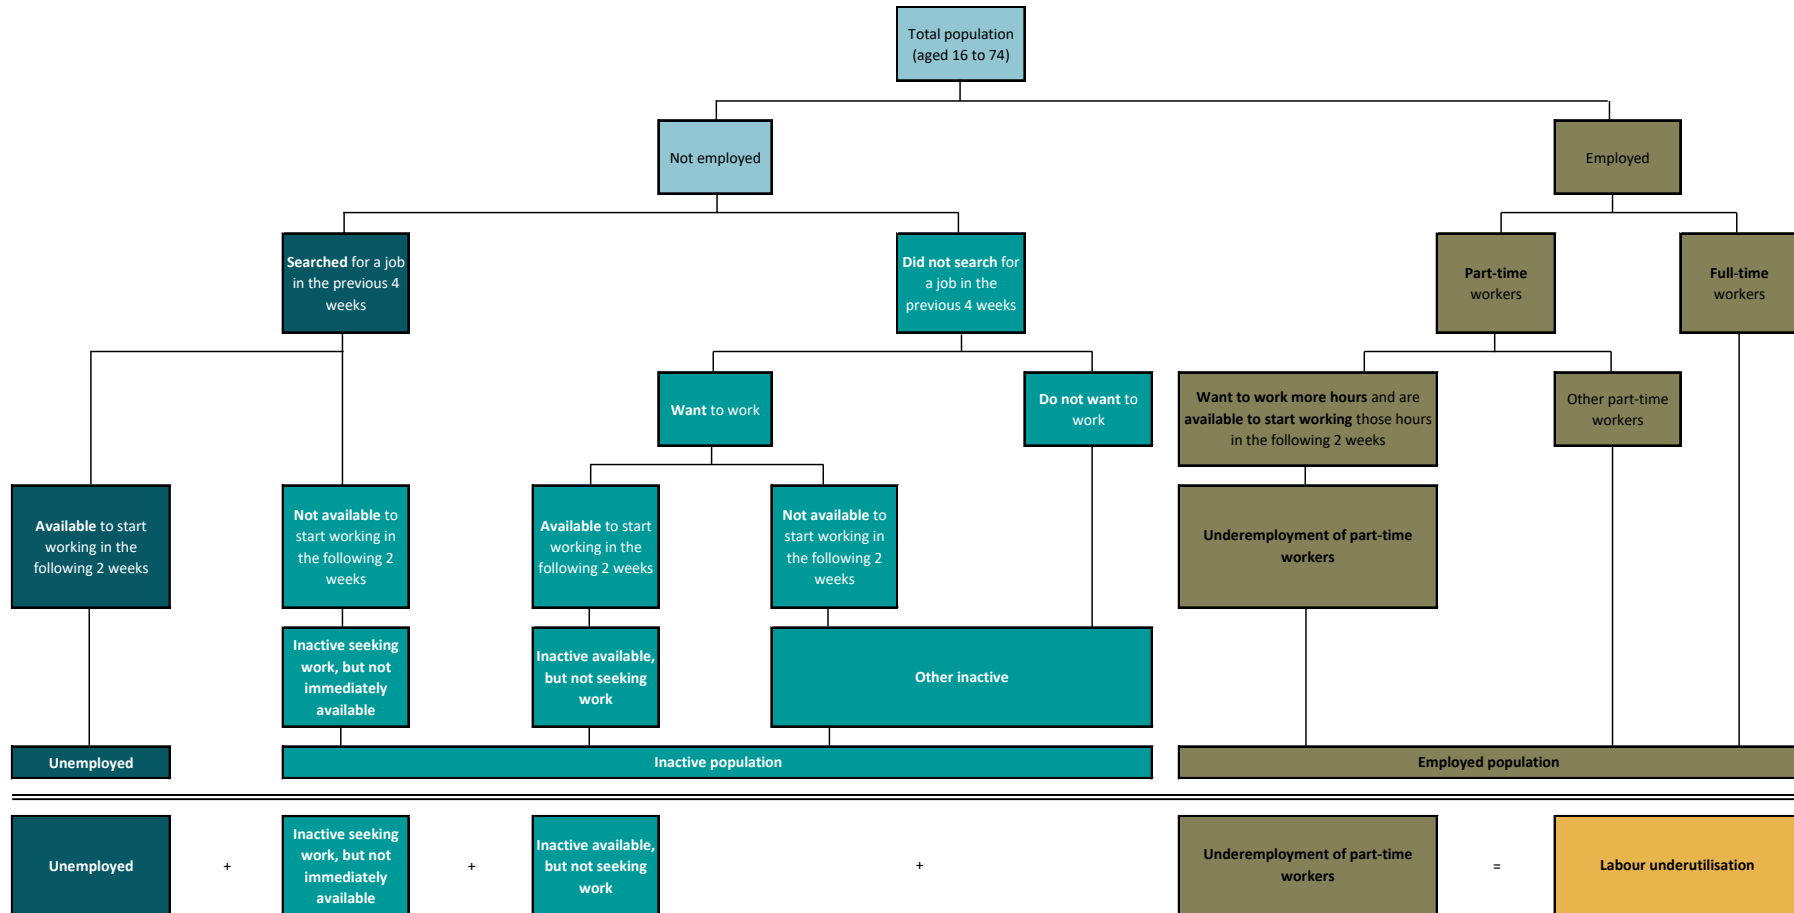 Total population
(aged 16 to 74)
Not employed
Employed
Searched for a job
in the previous 4
weeks
Did not search for
a job in the
previous 4 weeks
Part-time
workers
Full-time
workers
Want to work
Do not want to
work
Want to work more hours and are
available to start working those hours
in the following 2 weeks
Other part-time
workers
Available to start
working in the
following 2 weeks
Not available to
start working in
the following 2
weeks
Available to start
working in the
following 2 weeks
Not available to
start working in
the following 2
weeks
Underemployment of part-time
workers
Inactive seeking
work, but not
immediately
available
Inactive available,
but not seeking
work
Other inactive
Unemployed
Inactive population
Employed population
Unemployed
+
Inactive seeking
work, but not
immediately
available
+
Inactive available,
but not seeking
work
+
Underemployment of part-time
workers
=
Labour underutilisation